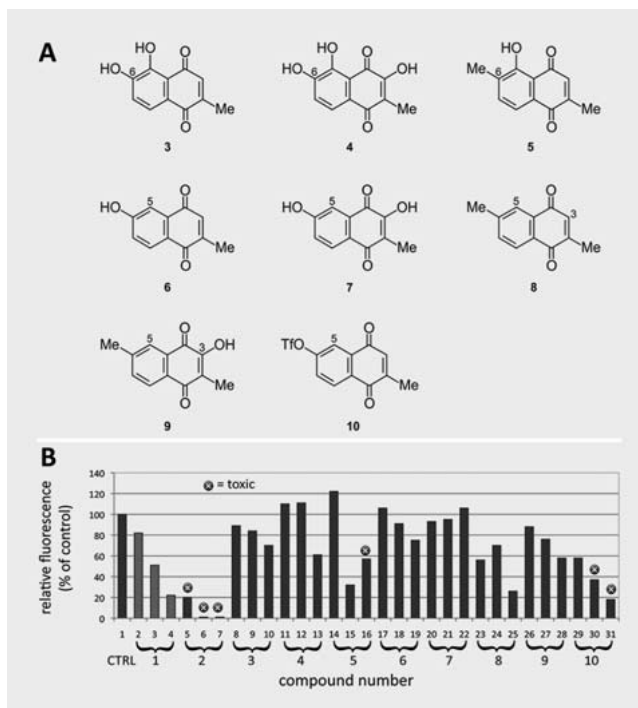 A
HO OH O
6
Me
O
3
HO OH O
HO 6 OH
Me
O
4
OH O
Me 6
Me
O
5
O
HO 5
Me
O
6
O
HO 5 OH
Me
O
7
O
Me 5 3
Me
O
8
O
Me 5 3 OH
Me
O
9
O
TfO 5
Me
O
10
B
relative fluorescence
(% of control)
140
120
100
80
60
40
20
0
x = toxic
1 2 3 4 5 6 7 8 9 10 11 12 13 14 15 16 17 18 19 20 21 22 23 24 25 26 27 28 29 30 31
CTRL 1 2 3 4 5 6 7 8 9 10
compound number